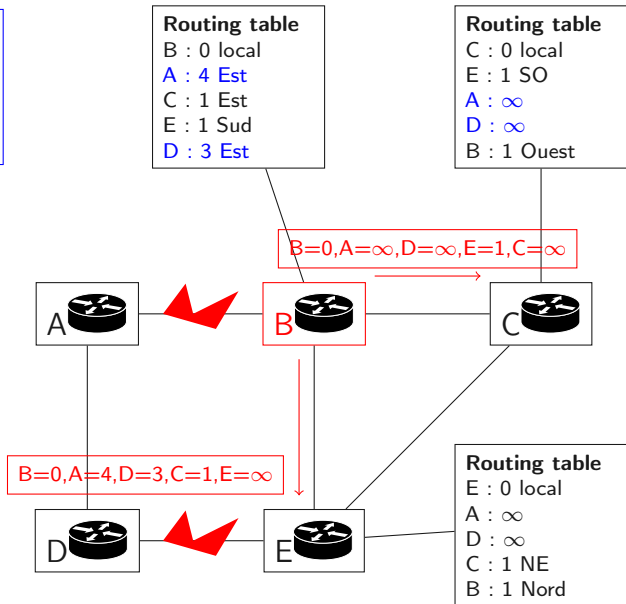 Routing table
B : 0 local
A : 4 Est
C : 1 Est
E : 1 Sud
D : 3 Est
Routing table
C : 0 local
E : 1 SO
A : ∞
D : ∞
B : 1 Ouest
B=0,A=∞,D=∞,E=1,C=∞
A
B
C
B=0,A=4,D=3,C=1,E=∞
D
E
Routing table
E : 0 local
A : ∞
D : ∞
C : 1 NE
B : 1 Nord